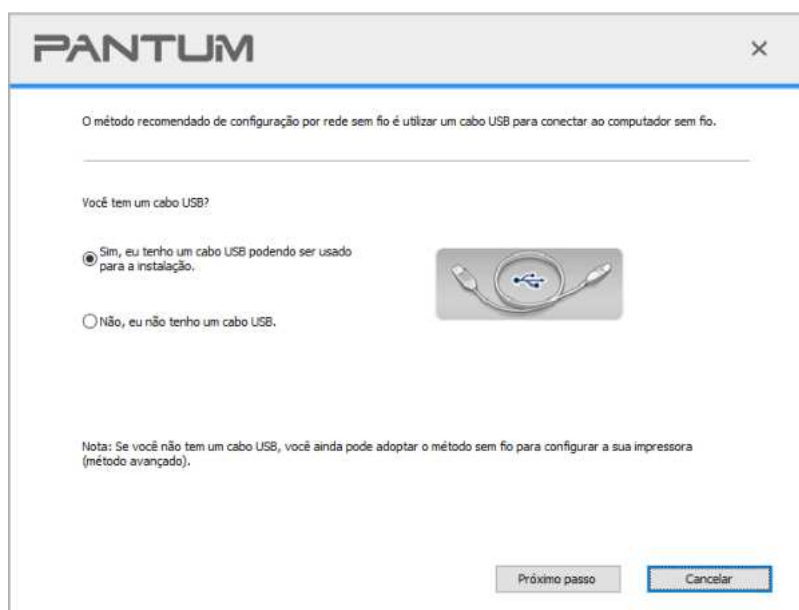 PANTUM
O método recomendado de configuração por rede sem fio é utilizar um cabo USB para conectar ao computador sem fio.
Você tem um cabo USB?
Sim, eu tenho um cabo USB podendo ser usado
para a instalação.
Não, eu não tenho um cabo USB.
Nota: Se você não tem um cabo USB, você ainda pode adoptar o método sem fio para configurar a sua impressora
(método avançado).
Próximo passo
Cancelar